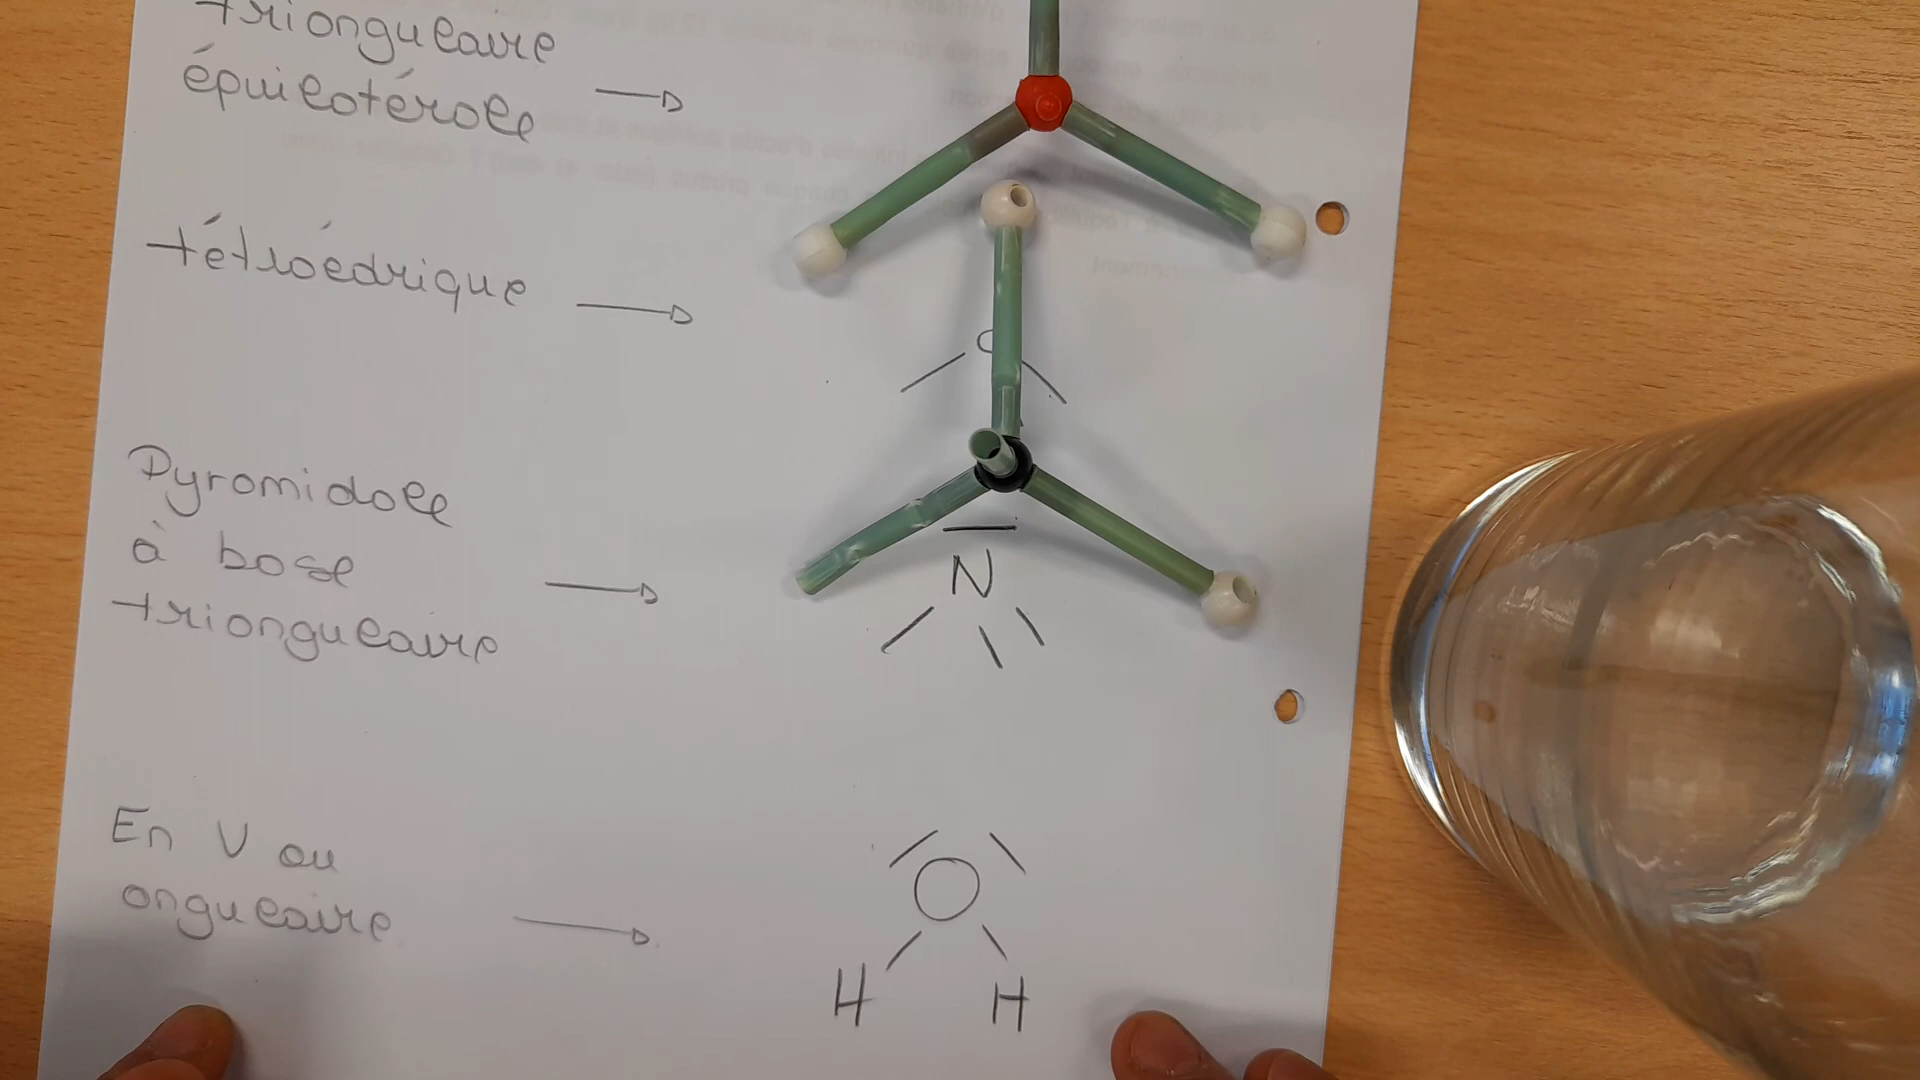 triangulaire
équilatérale
tétraédrique
C
Pyramidale
à base
triangulaire
N
En V ou
angulaire
O
H H